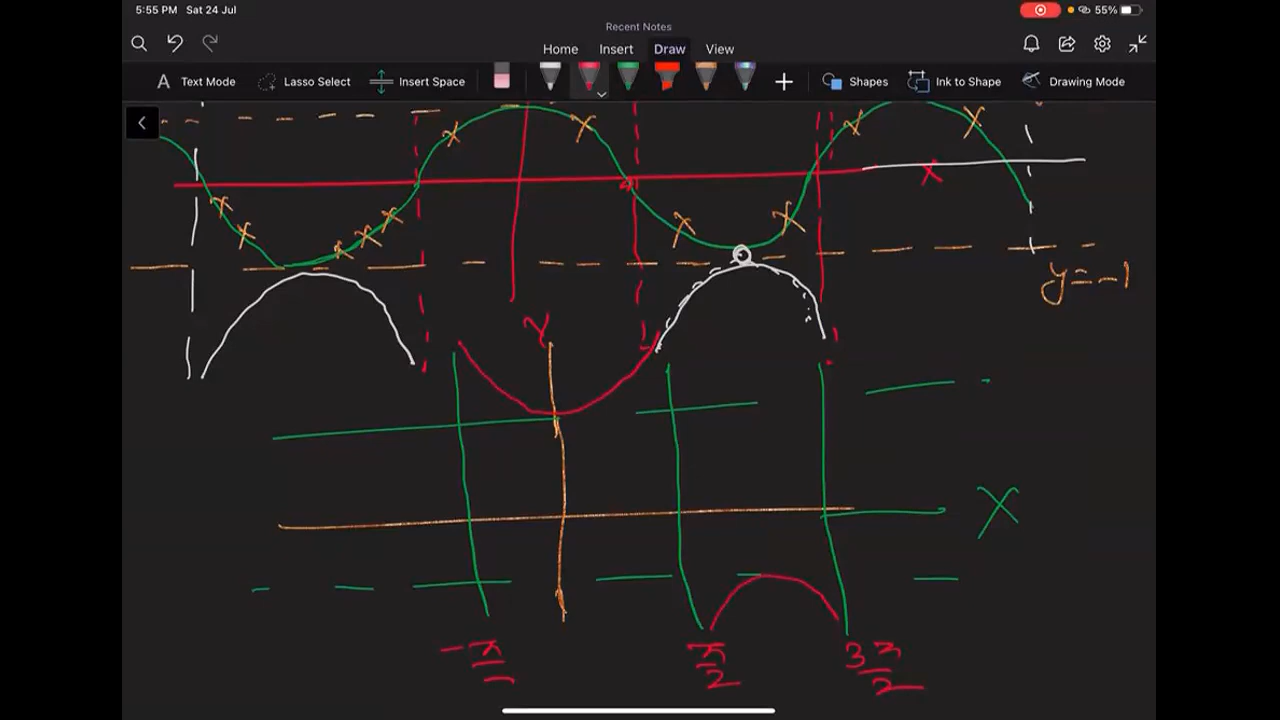 5:55 PM Sat 24 Jul 55%
Recent Notes
Home Insert Draw View
Text Mode Lasso Select Insert Space Shapes Ink to Shape Drawing Mode
x
y=-1
Y
X
-π π/2 3π/2